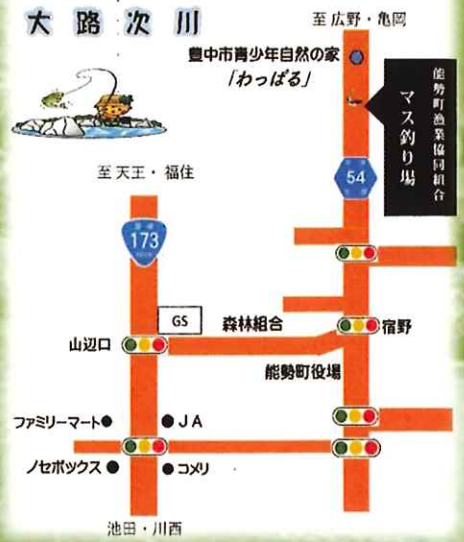 大路次川
至広野・亀岡
豊中市青少年自然の家
「わっぱる」
能勢町漁業協同組合
マス釣り場
54
至天王・福住
173
GS
森林組合
宿野
山辺口
能勢町役場
ファミリーマート
JA
ノセボックス
コメリ
池田・川西